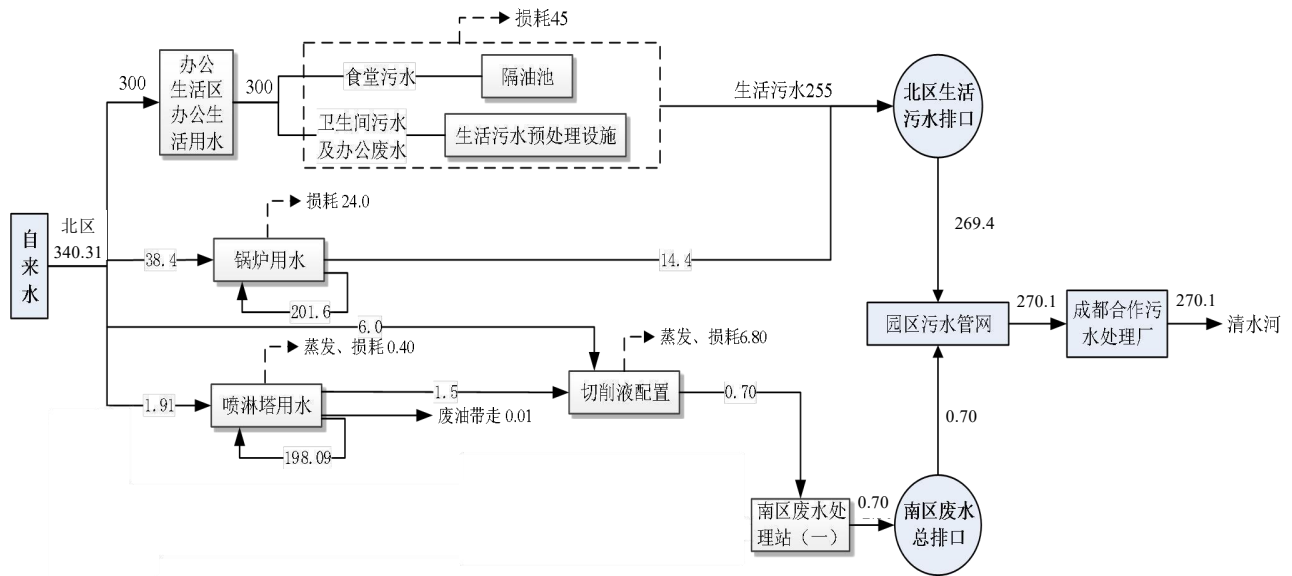 损耗45
办公
生活区
办公生
活用水
300
300
食堂污水
隔油池
卫生间污水
及办公废水
生活污水预处理设施
生活污水255
北区生活
污水排口
自
来
水
北区
340.31
损耗 24.0
38.4
锅炉用水
14.4
201.6
269.4
6.0
园区污水管网
270.1
成都合作污
水处理厂
270.1
清水河
蒸发、损耗 0.40
蒸发、损耗6.80
1.91
喷淋塔用水
1.5
切削液配置
0.70
废油带走 0.01
198.09
0.70
南区废水处
理站（一）
0.70
南区废水
总排口